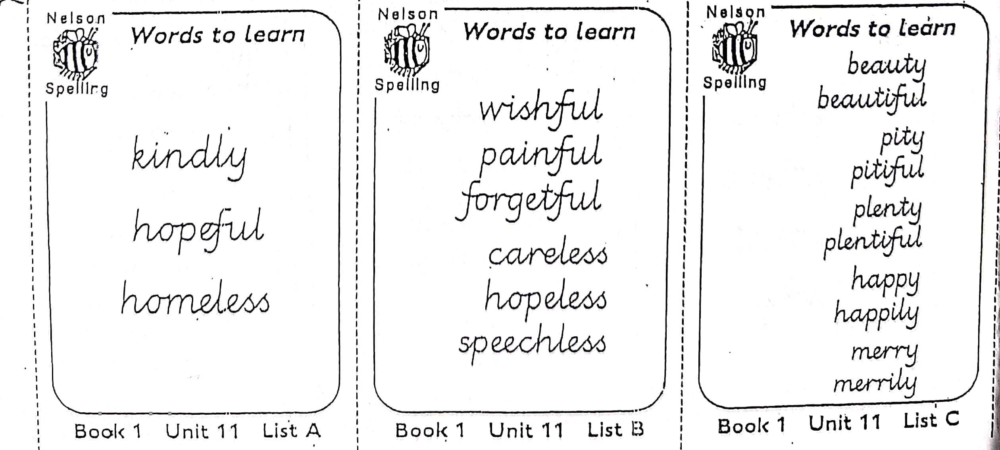 Nelson
Words to learn
Spelling
kindly
hopeful
homeless
Book 1 Unit 11 List A
Nelson
Words to learn
Spelling
wishful
painful
forgetful
careless
hopeless
speechless
Book 1 Unit 11 List B
Nelson
Words to learn
Spelling
beauty
beautiful
pity
pitiful
plenty
plentiful
happy
happily
merry
merrily
Book 1 Unit 11 List C